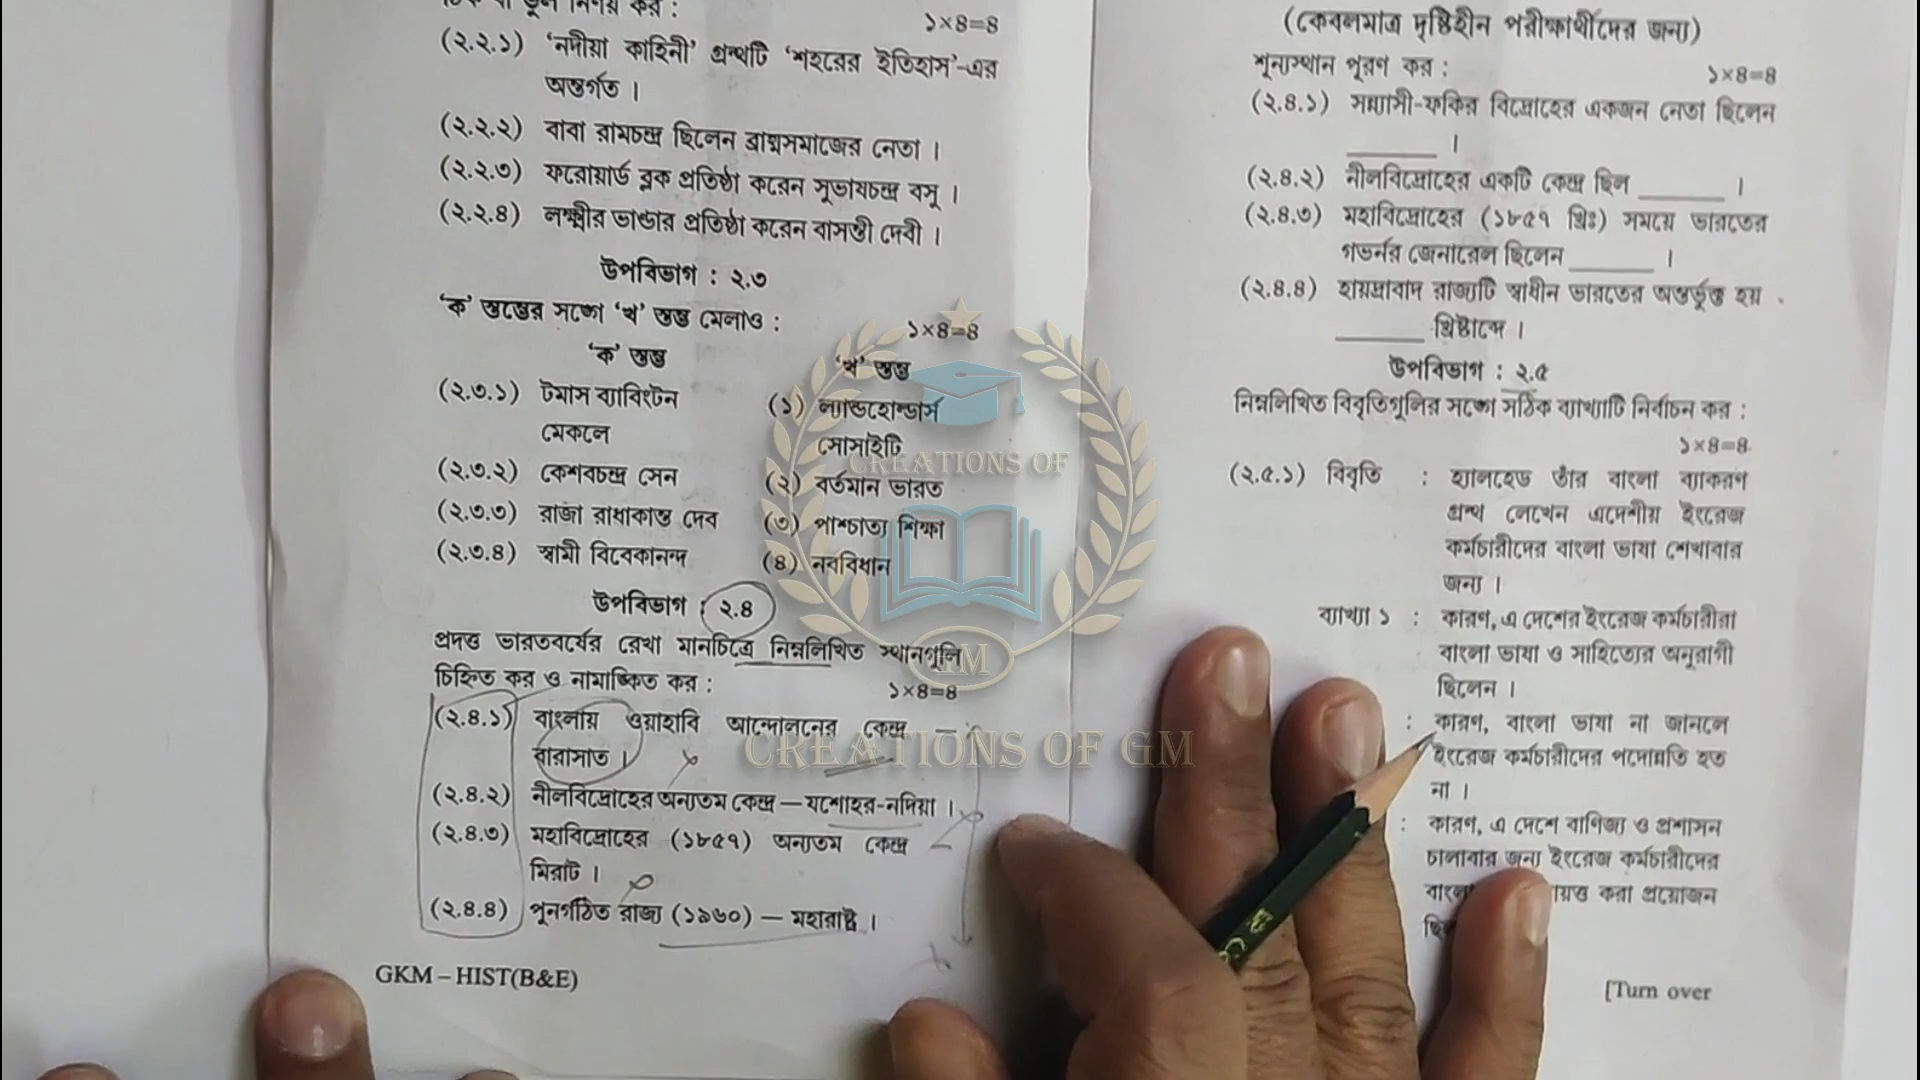 ঠিক বা ভুল নির্ণয় কর :
১×৪=৪
(২.২.১) ‘নদীয়া কাহিনী’ গ্রন্থটি ‘শহরের ইতিহাস’-এর
অন্তর্গত ।
(২.২.২) বাবা রামচন্দ্র ছিলেন ব্রাহ্মসমাজের নেতা ।
(২.২.৩) ফরোয়ার্ড ব্লক প্রতিষ্ঠা করেন সুভাষচন্দ্র বসু ।
(২.২.৪) লক্ষ্মীর ভান্ডার প্রতিষ্ঠা করেন বাসন্তী দেবী ।
উপবিভাগ : ২.৩
‘ক’ স্তম্ভের সঙ্গে ‘খ’ স্তম্ভ মেলাও :
১×৪=৪
‘ক’ স্তম্ভ ‘খ’ স্তম্ভ
(২.৩.১) টমাস ব্যাবিংটন (১) ল্যান্ডহোল্ডার্স
মেকলে সোসাইটি
(২.৩.২) কেশবচন্দ্র সেন (২) বর্তমান ভারত
(২.৩.৩) রাজা রাধাকান্ত দেব (৩) পাশ্চাত্য শিক্ষা
(২.৩.৪) স্বামী বিবেকানন্দ (৪) নববিধান
উপবিভাগ : ২.৪
প্রদত্ত ভারতবর্ষের রেখা মানচিত্রে নিম্নলিখিত স্থানগুলি
চিহ্নিত কর ও নামাঙ্কিত কর :
১×৪=৪
(২.৪.১) বাংলায় ওয়াহাবি আন্দোলনের কেন্দ্র —
বারাসাত ।
(২.৪.২) নীলবিদ্রোহের অন্যতম কেন্দ্র — যশোহর-নদিয়া ।
(২.৪.৩) মহাবিদ্রোহের (১৮৫৭) অন্যতম কেন্দ্র —
মিরাট ।
(২.৪.৪) পুনর্গঠিত রাজ্য (১৯৬০) — মহারাষ্ট্র ।
GKM – HIST(B&E)
(কেবলমাত্র দৃষ্টিহীন পরীক্ষার্থীদের জন্য)
শূন্যস্থান পূরণ কর :
১×৪=৪
(২.৪.১) সন্ন্যাসী-ফকির বিদ্রোহের একজন নেতা ছিলেন
________ ।
(২.৪.২) নীলবিদ্রোহের একটি কেন্দ্র ছিল ________ ।
(২.৪.৩) মহাবিদ্রোহের (১৮৫৭ খ্রিঃ) সময়ে ভারতের
গভর্নর জেনারেল ছিলেন ________ ।
(২.৪.৪) হায়দ্রাবাদ রাজ্যটি স্বাধীন ভারতের অন্তর্ভুক্ত হয়
________ খ্রিষ্টাব্দে ।
উপবিভাগ : ২.৫
নিম্নলিখিত বিবৃতিগুলির সঙ্গে সঠিক ব্যাখ্যাটি নির্বাচন কর :
১×৪=৪
(২.৫.১) বিবৃতি : হ্যালহেড তাঁর বাংলা ব্যাকরণ
গ্রন্থ লেখেন এদেশীয় ইংরেজ
কর্মচারীদের বাংলা ভাষা শেখাবার
জন্য ।
ব্যাখ্যা ১ : কারণ, এ দেশের ইংরেজ কর্মচারীরা
বাংলা ভাষা ও সাহিত্যের অনুরাগী
ছিলেন ।
: কারণ, বাংলা ভাষা না জানলে
ইংরেজ কর্মচারীদের পদোন্নতি হত
না ।
: কারণ, এ দেশে বাণিজ্য ও প্রশাসন
চালাবার জন্য ইংরেজ কর্মচারীদের
করা প্রয়োজন
[Turn over
CREATIONS OF
GM
CREATIONS OF GM